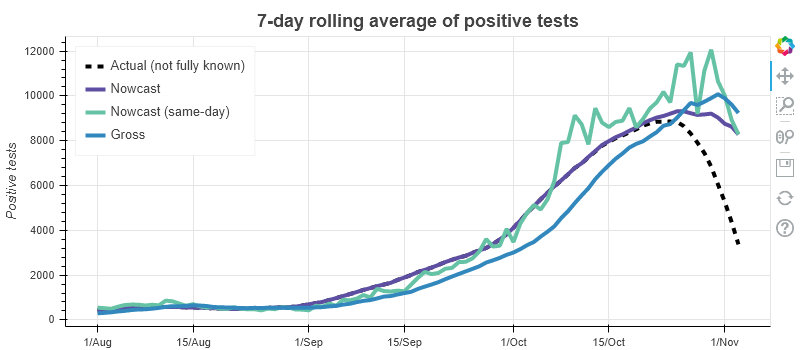 7-day rolling average of positive tests
Actual (not fully known)
Nowcast
Nowcast (same-day)
Gross
Positive tests
12000
10000
8000
6000
4000
2000
0
1/Aug
15/Aug
1/Sep
15/Sep
1/Oct
15/Oct
1/Nov